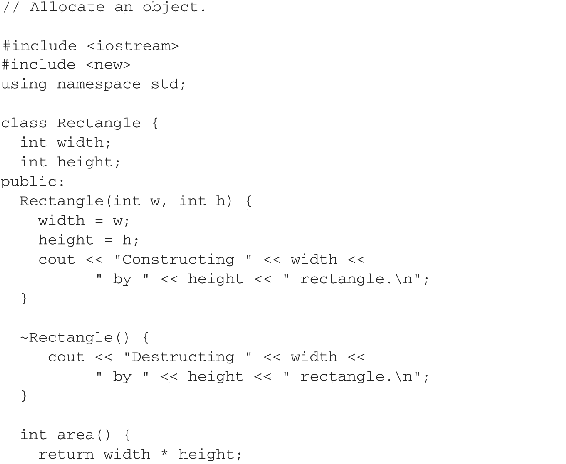 // Allocate an object.
#include <iostream>
#include <new>
using namespace std;
class Rectangle {
int width;
int height;
public:
Rectangle(int w, int h) {
width = w;
height = h;
cout << "Constructing " << width <<
" by " << height << " rectangle.\n";
}
~Rectangle() {
cout << "Destructing " << width <<
" by " << height << " rectangle.\n";
}
int area() {
return width * height;